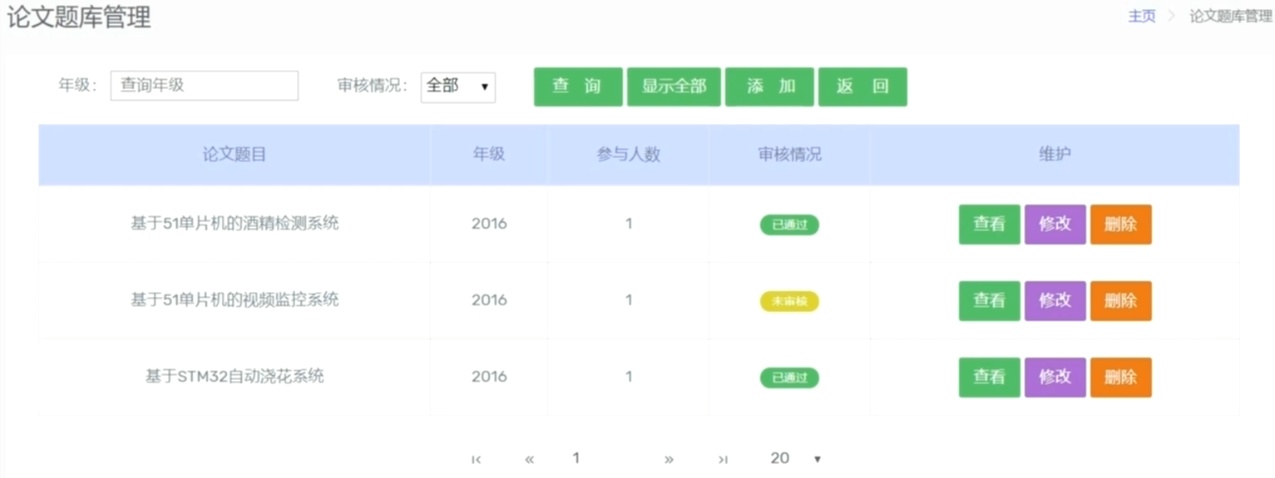 论文题库管理
主页 > 论文题库管理
年级： 查询年级 审核情况： 全部 ▼ 查 询 显示全部 添 加 返 回
论文题目 年级 参与人数 审核情况 维护
基于51单片机的酒精检测系统 2016 1 已通过 查看 修改 删除
基于51单片机的视频监控系统 2016 1 未审核 查看 修改 删除
基于STM32自动浇花系统 2016 1 已通过 查看 修改 删除
|< « 1 » >| 20 ▼